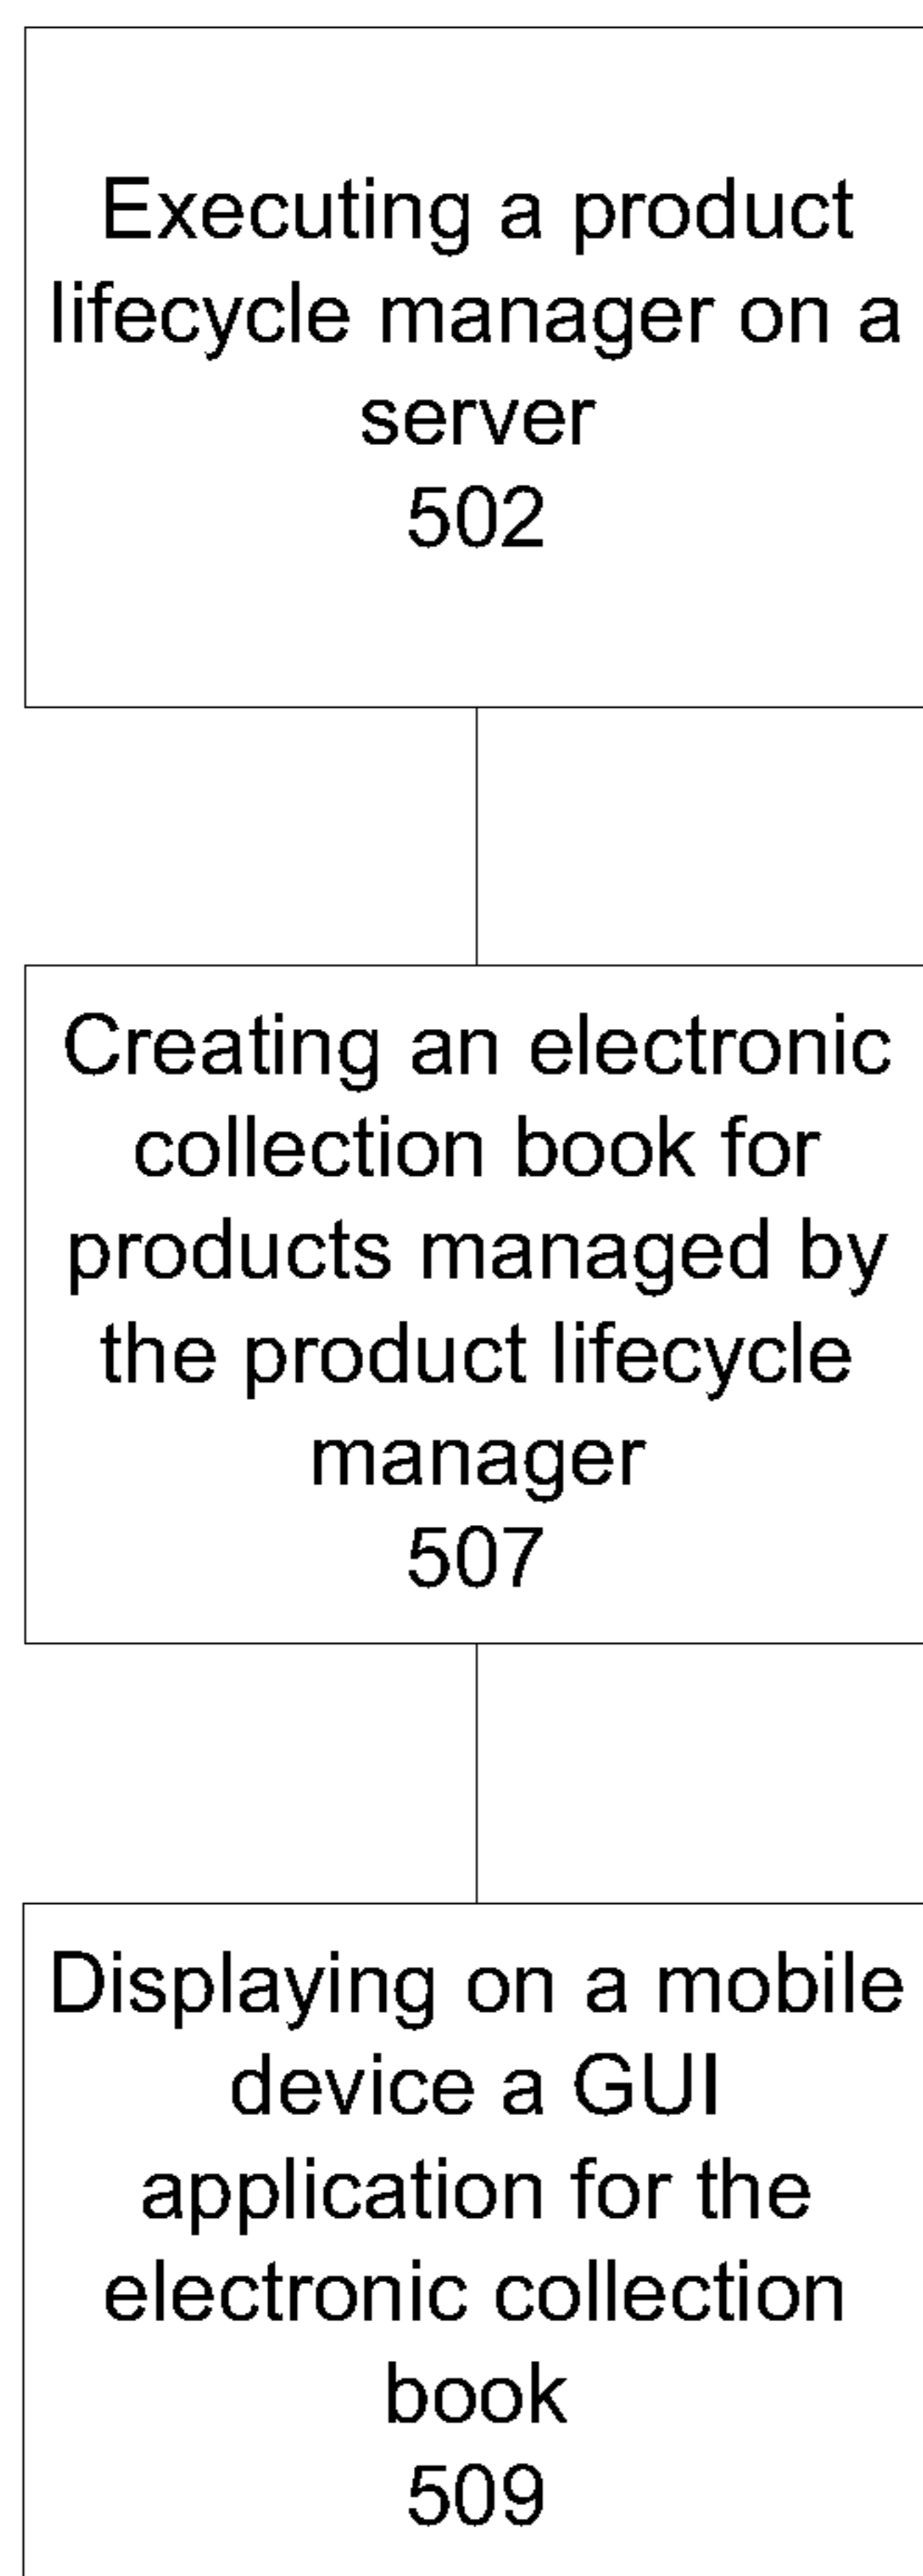 Executing a product
lifecycle manager on a
server
502
Creating an electronic
collection book for
products managed by
the product lifecycle
manager
507
Displaying on a mobile
device a GUI
application for the
electronic collection
book
509